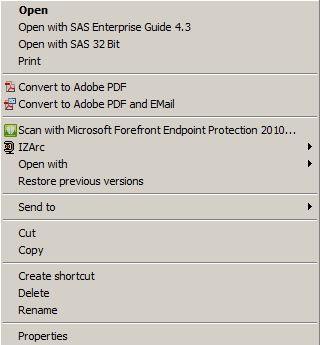 Open
Open with SAS Enterprise Guide 4.3
Open with SAS 32 Bit
Print
Convert to Adobe PDF
Convert to Adobe PDF and EMail
Scan with Microsoft Forefront Endpoint Protection 2010...
IZArc
Open with
Restore previous versions
Send to
Cut
Copy
Create shortcut
Delete
Rename
Properties